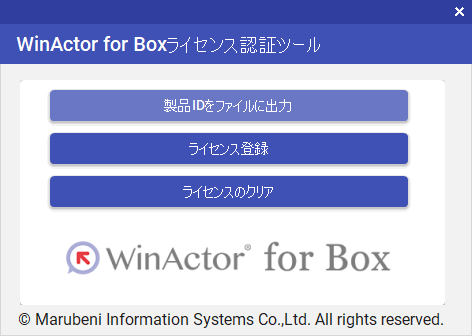 WinActor for Boxライセンス認証ツール
製品IDをファイルに出力
ライセンス登録
ライセンスのクリア
WinActor® for Box
© Marubeni Information Systems Co.,Ltd. All rights reserved.